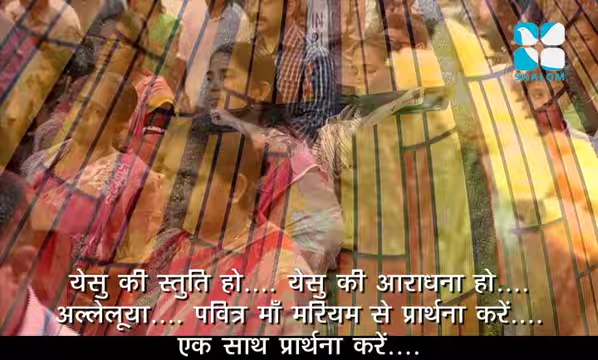 SHALOM
येसु की स्तुति हो.... येसु की आराधना हो....
अल्लेलूया.... पवित्र माँ मरियम से प्रार्थना करें....
एक साथ प्रार्थना करें....